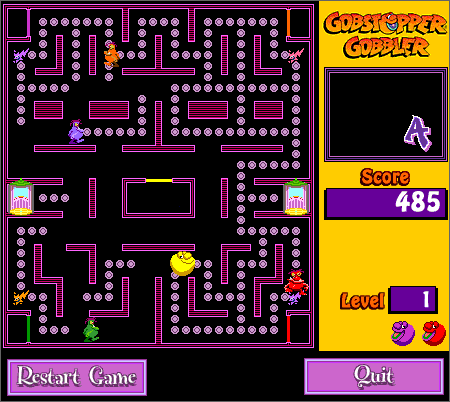 GOBSTOPPER
GOBBLER
A
Score
485
Level 1
Restart Game
Quit